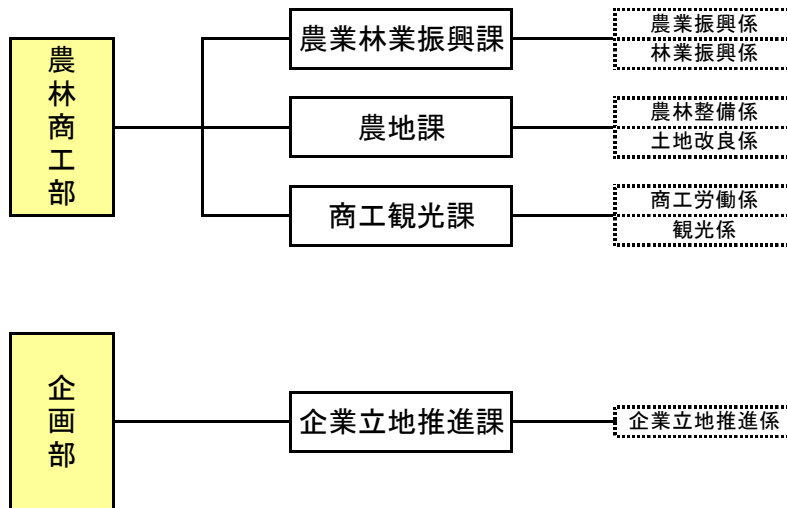 農林商工部
農業林業振興課
農業振興係
林業振興係
農地課
農林整備係
土地改良係
商工観光課
商工労働係
観光係
企画部
企業立地推進課
企業立地推進係